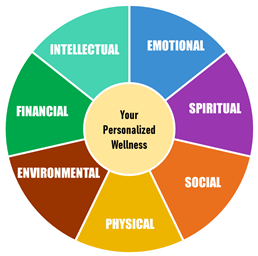 INTELLECTUAL
EMOTIONAL
FINANCIAL
Your
Personalized
Wellness
SPIRITUAL
ENVIRONMENTAL
SOCIAL
PHYSICAL